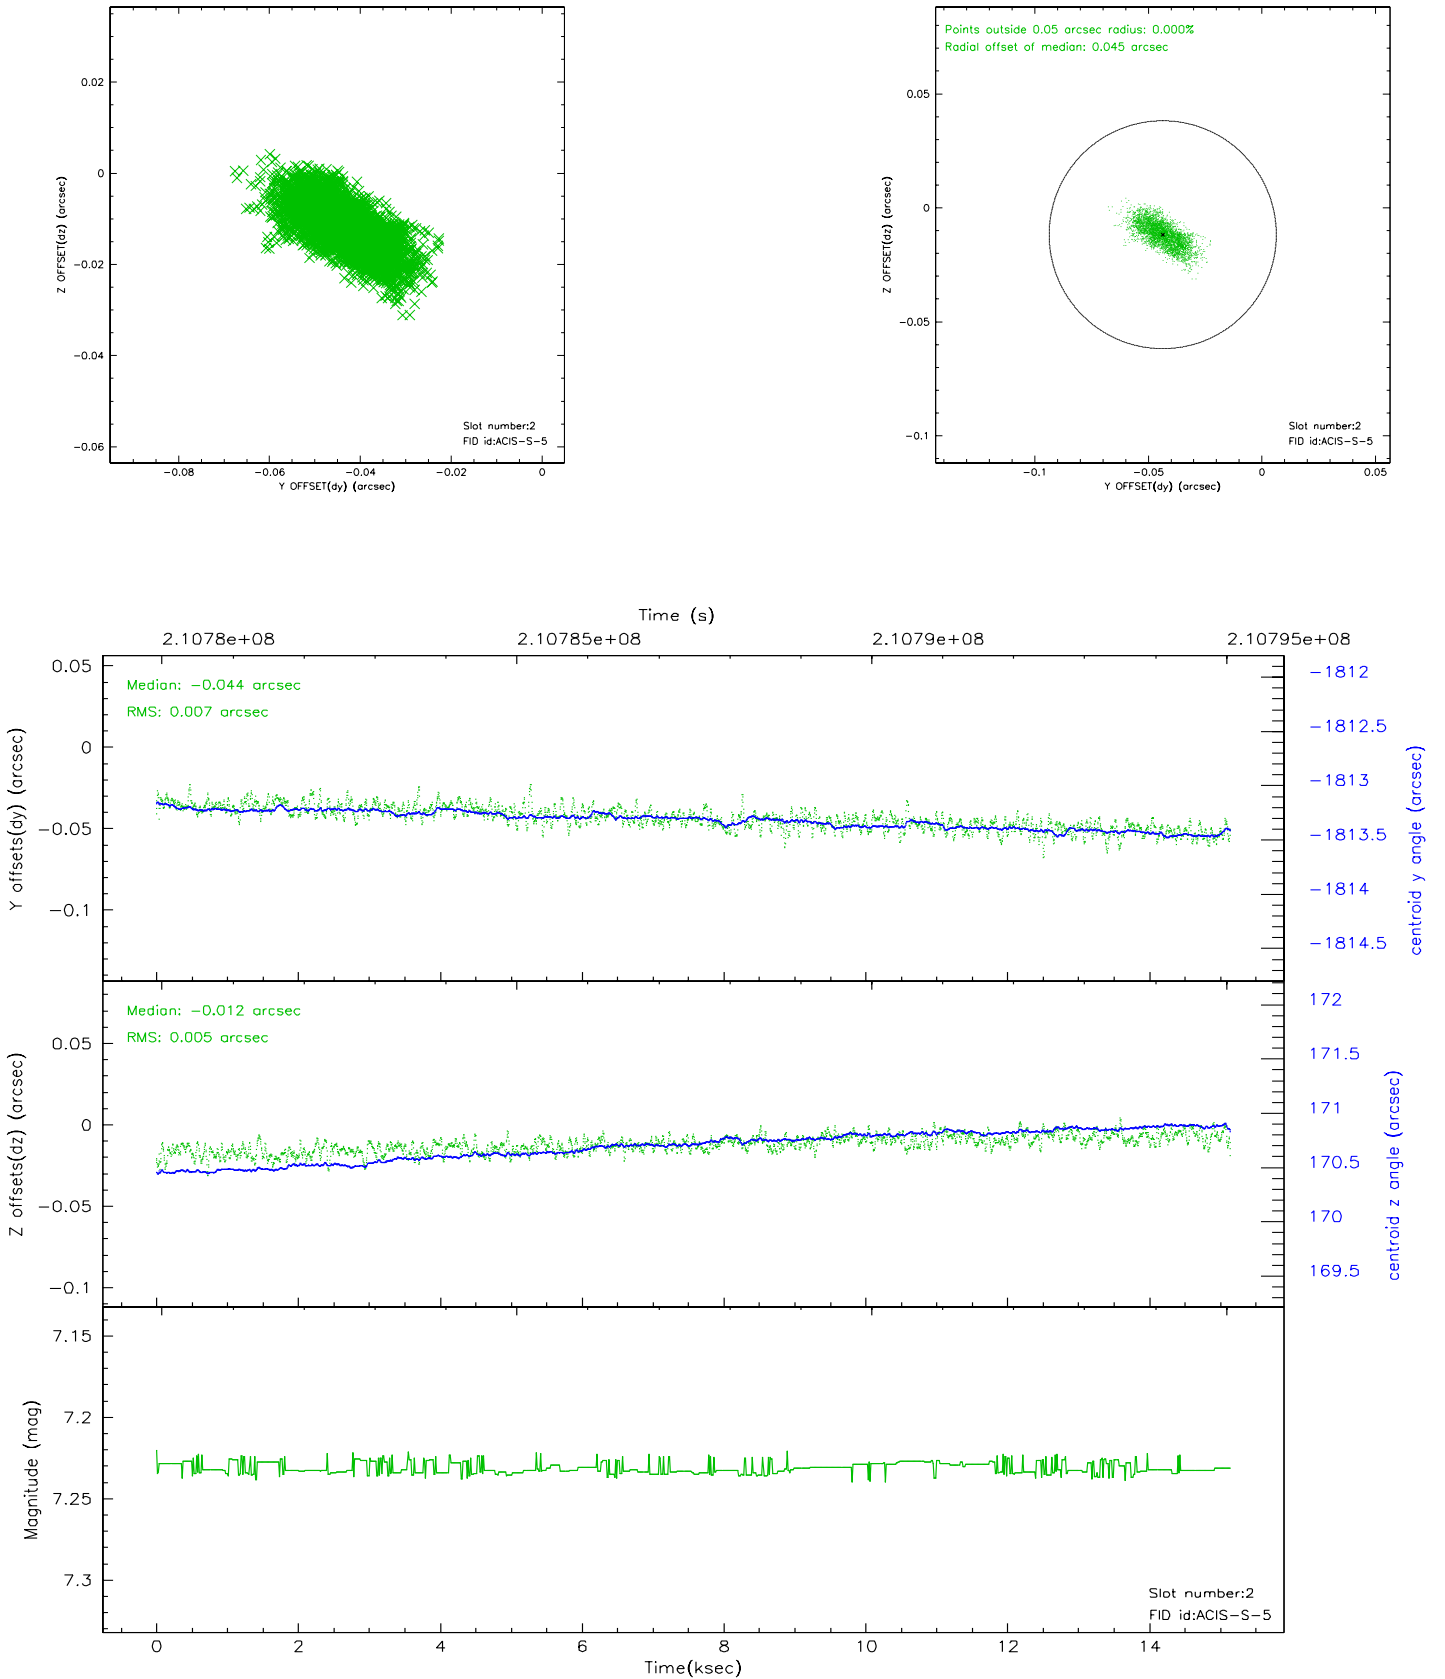 0.02
0
−0.02
−0.04
−0.06
Z OFFSET(dz) (arcsec)
Slot number:2
FID id:ACIS−S−5
−0.08
−0.06
−0.04
−0.02
0
Y OFFSET(dy) (arcsec)
Points outside 0.05 arcsec radius: 0.000%
Radial offset of median: 0.045 arcsec
0.05
0
−0.05
−0.1
Z OFFSET(dz) (arcsec)
Slot number:2
FID id:ACIS−S−5
−0.1
−0.05
0
0.05
Y OFFSET(dy) (arcsec)
Time (s)
2.1078e+08
2.10785e+08
2.1079e+08
2.10795e+08
0.05
0
−0.05
−0.1
Y offsets(dy) (arcsec)
Median: −0.044 arcsec
RMS: 0.007 arcsec
−1812
−1812.5
−1813
−1813.5
−1814
−1814.5
centroid y angle (arcsec)
0.05
0
−0.05
−0.1
Z offsets(dz) (arcsec)
Median: −0.012 arcsec
RMS: 0.005 arcsec
172
171.5
171
170.5
170
169.5
centroid z angle (arcsec)
7.15
7.2
7.25
7.3
Magnitude (mag)
Slot number:2
FID id:ACIS−S−5
0
2
4
6
8
10
12
14
Time(ksec)